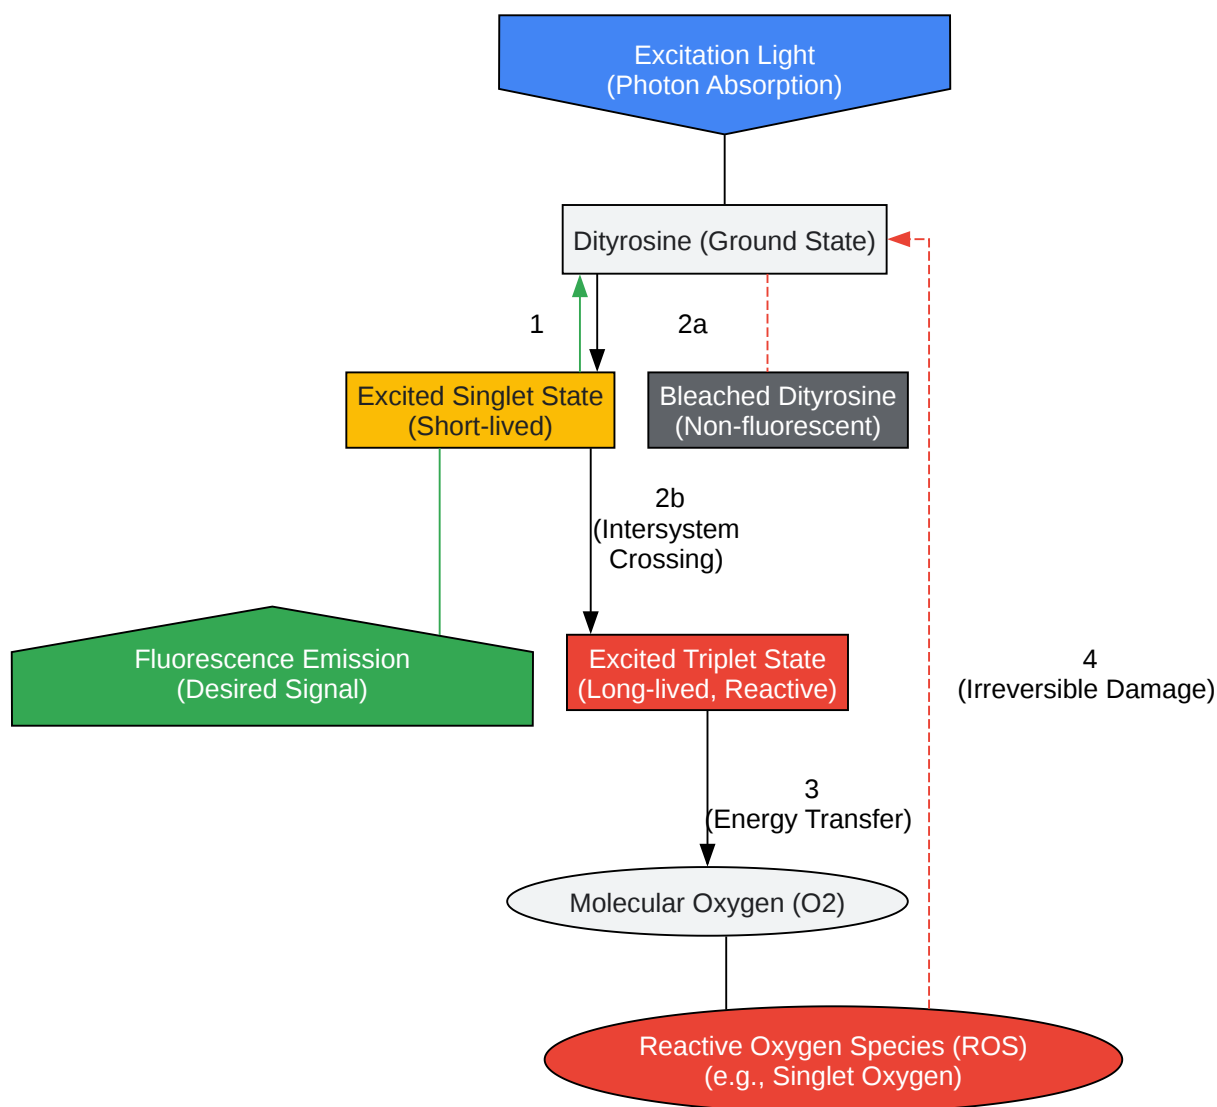 Excitation Light
(Photon Absorption)
Dityrosine (Ground State)
1
2a
Excited Singlet State
(Short-lived)
Bleached Dityrosine
(Non-fluorescent)
2b
(Intersystem
Crossing)
Fluorescence Emission
(Desired Signal)
Excited Triplet State
(Long-lived, Reactive)
4
(Irreversible Damage)
3
(Energy Transfer)
Molecular Oxygen (O2)
Reactive Oxygen Species (ROS)
(e.g., Singlet Oxygen)